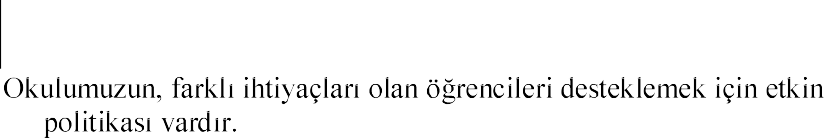 Okulumuzun, farklı ihtiyaçları olan öğrencileri desteklemek için etkin
politikası vardır.